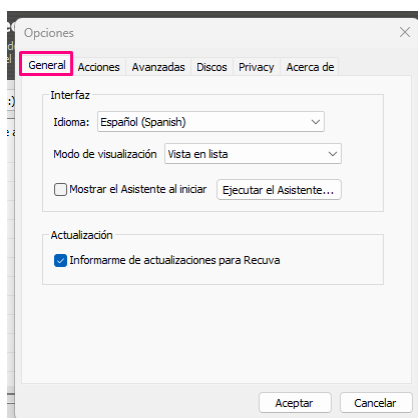 Opciones
General Acciones Avanzadas Discos Privacy Acerca de
Interfaz
Idioma: Español (Spanish)
Modo de visualización Vista en lista
Mostrar el Asistente al iniciar Ejecutar el Asistente...
Actualización
Informarme de actualizaciones para Recuva
Aceptar Cancelar